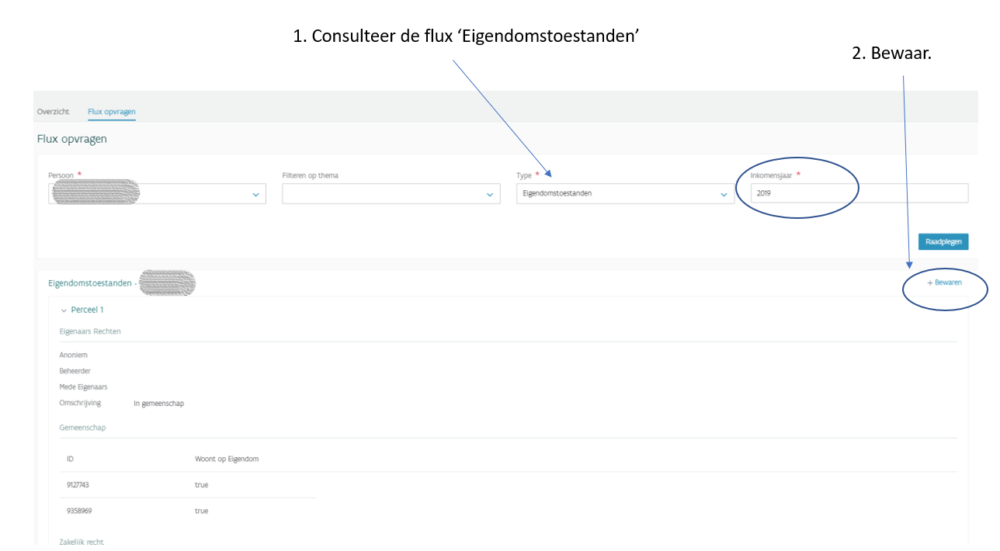 1. Consulteer de flux ‘Eigendomstoestanden’
2. Bewaar.
Overzicht Flux opvragen
Flux opvragen
Persoon * Filteren op thema Type * Inkomensjaar *
Eigendomstoestanden 2019
Raadplegen
Eigendomstoestanden -
+ Bewaren
Perceel 1
Eigenaars Rechten
Anoniem
Beheerder
Mede Eigenaars
Omschrijving In gemeenschap
Gemeenschap
ID Woont op Eigendom
9127743 true
9358969 true
Zakelijk recht